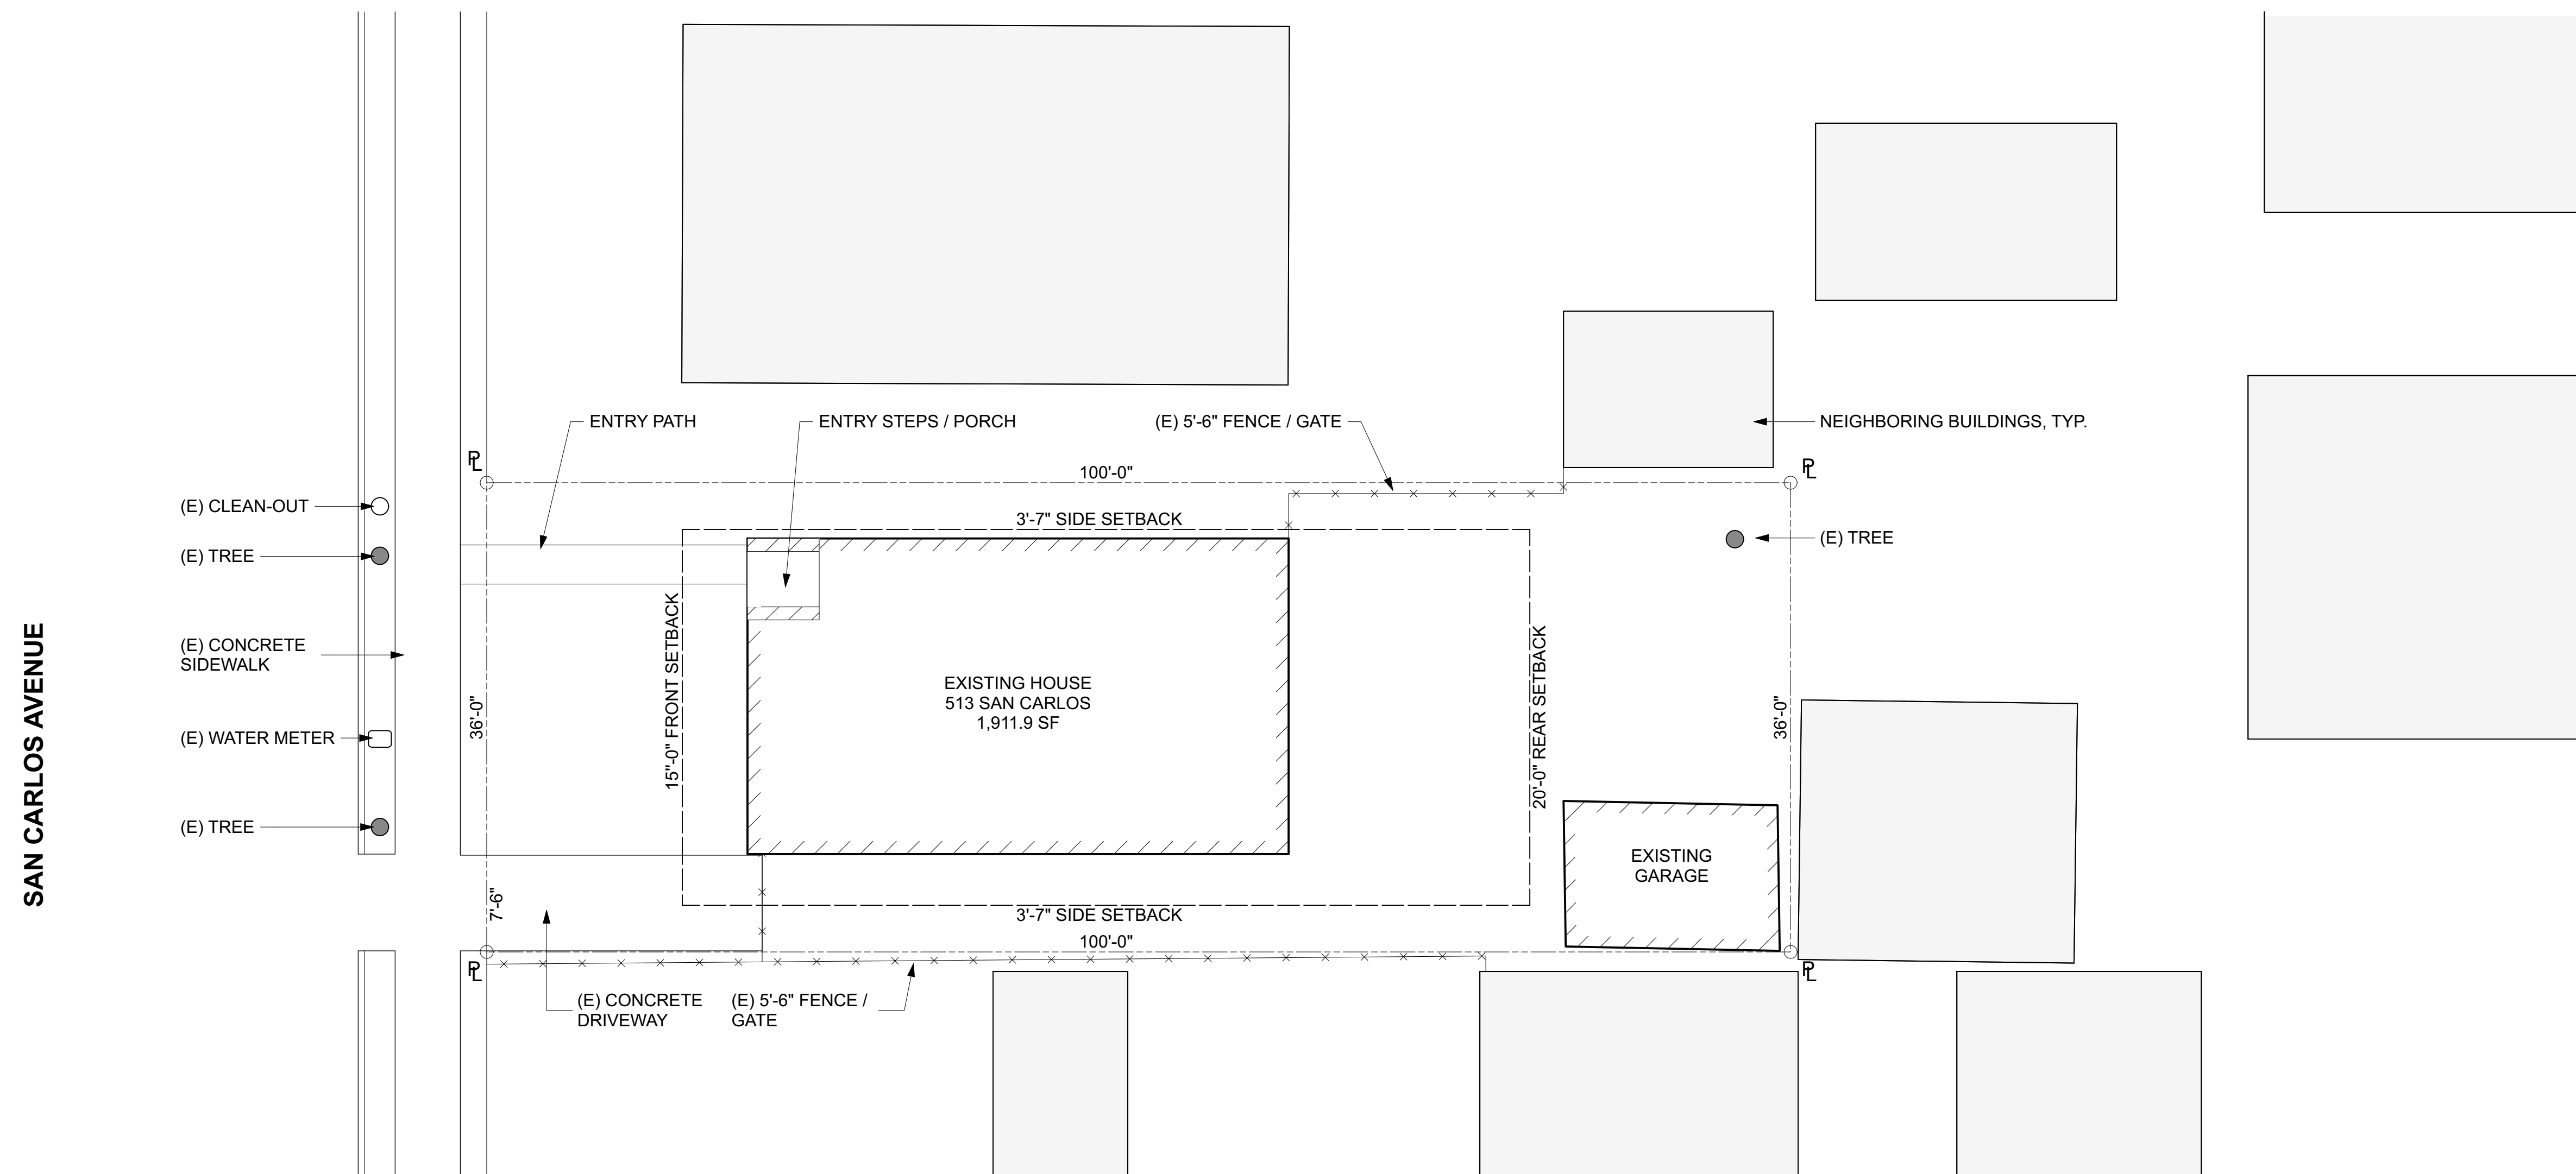 SAN CARLOS AVENUE
ENTRY PATH
ENTRY STEPS / PORCH
(E) 5'-6" FENCE / GATE
NEIGHBORING BUILDINGS, TYP.
PL
PL
100'-0"
(E) CLEAN-OUT
3'-7" SIDE SETBACK
(E) TREE
(E) TREE
15"-0" FRONT SETBACK
20'-0" REAR SETBACK
(E) CONCRETE
SIDEWALK
EXISTING HOUSE
513 SAN CARLOS
1,911.9 SF
36'-0"
36'-0"
(E) WATER METER
(E) TREE
EXISTING
GARAGE
7'-6"
3'-7" SIDE SETBACK
100'-0"
PL
PL
(E) CONCRETE
DRIVEWAY
(E) 5'-6" FENCE /
GATE